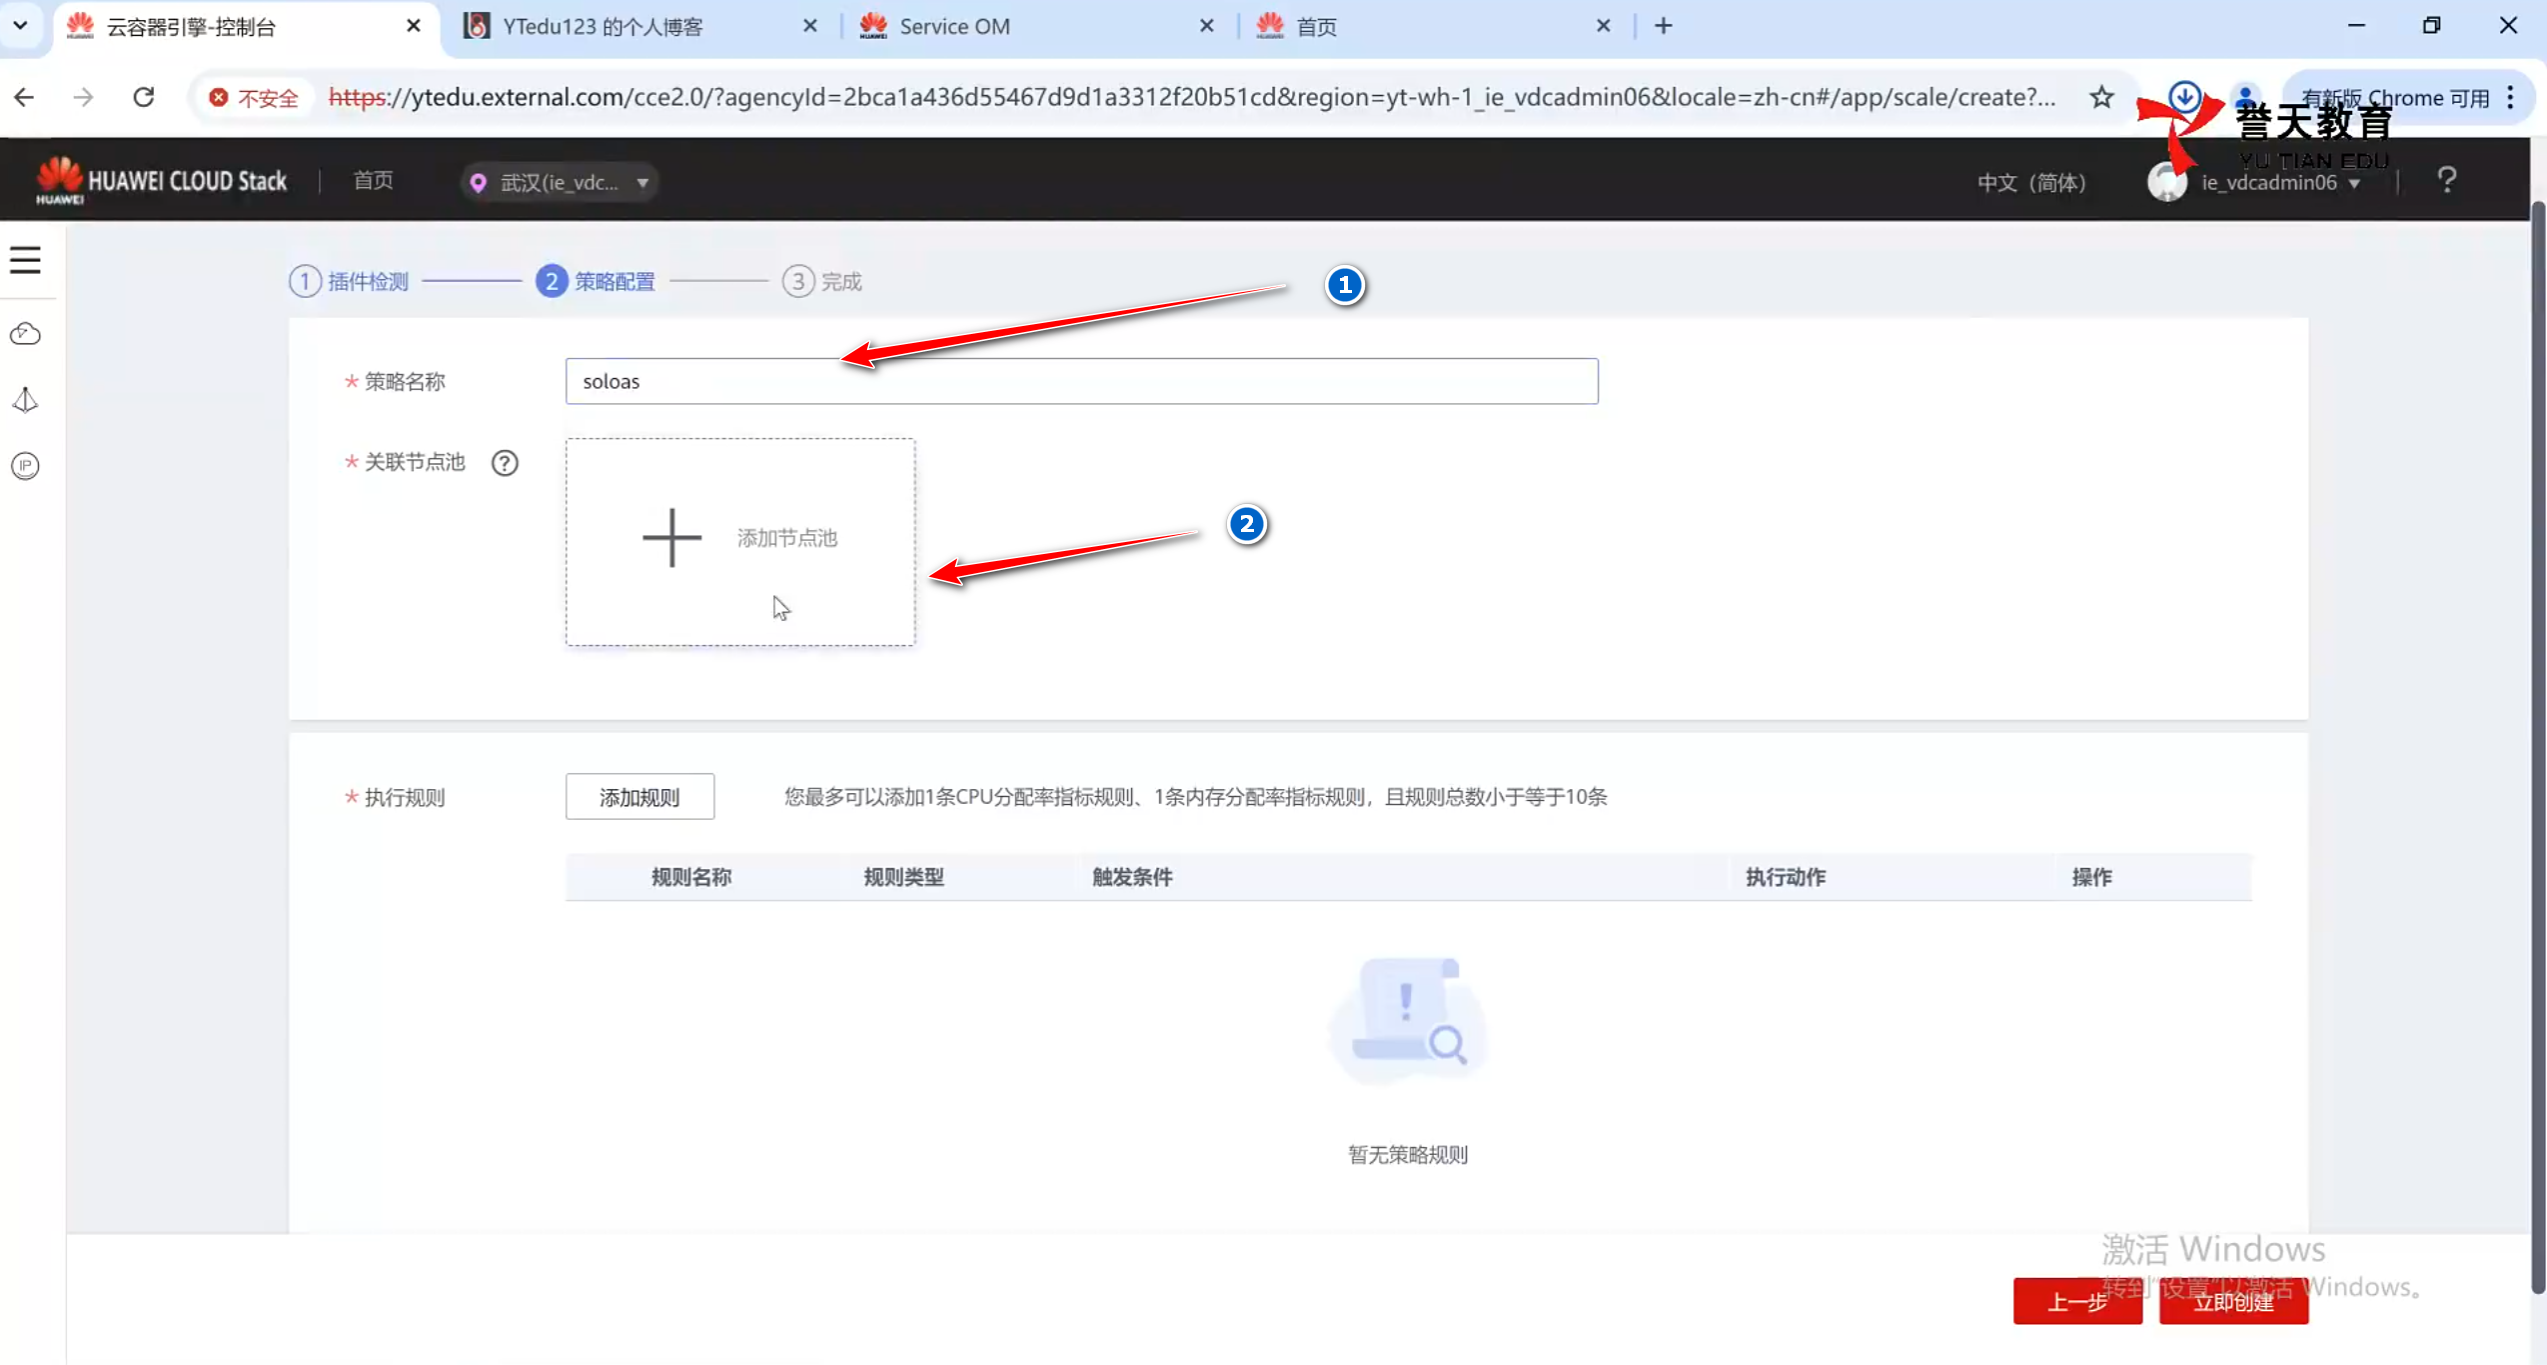 云容器引擎-控制台
YTedu123 的个人博客
Service OM
首页
不安全
https://ytedu.external.com/cce2.0/?agencyId=2bca1a436d55467d9d1a3312f20b51cd&region=yt-wh-1_ie_vdcadmin06&locale=zh-cn#/app/scale/create?...
有新版 Chrome 可用
誉天教育
YU TIAN EDU
HUAWEI
HUAWEI CLOUD Stack
首页
武汉(ie_vdc...
中文（简体）
ie_vdcadmin06
?
1 插件检测
2 策略配置
3 完成
1
* 策略名称
soloas
* 关联节点池 ?
添加节点池
2
* 执行规则
添加规则
您最多可以添加1条CPU分配率指标规则、1条内存分配率指标规则，且规则总数小于等于10条
规则名称 规则类型 触发条件 执行动作 操作
暂无策略规则
激活 Windows
转到"设置"以激活 Windows。
上一步
立即创建
IP